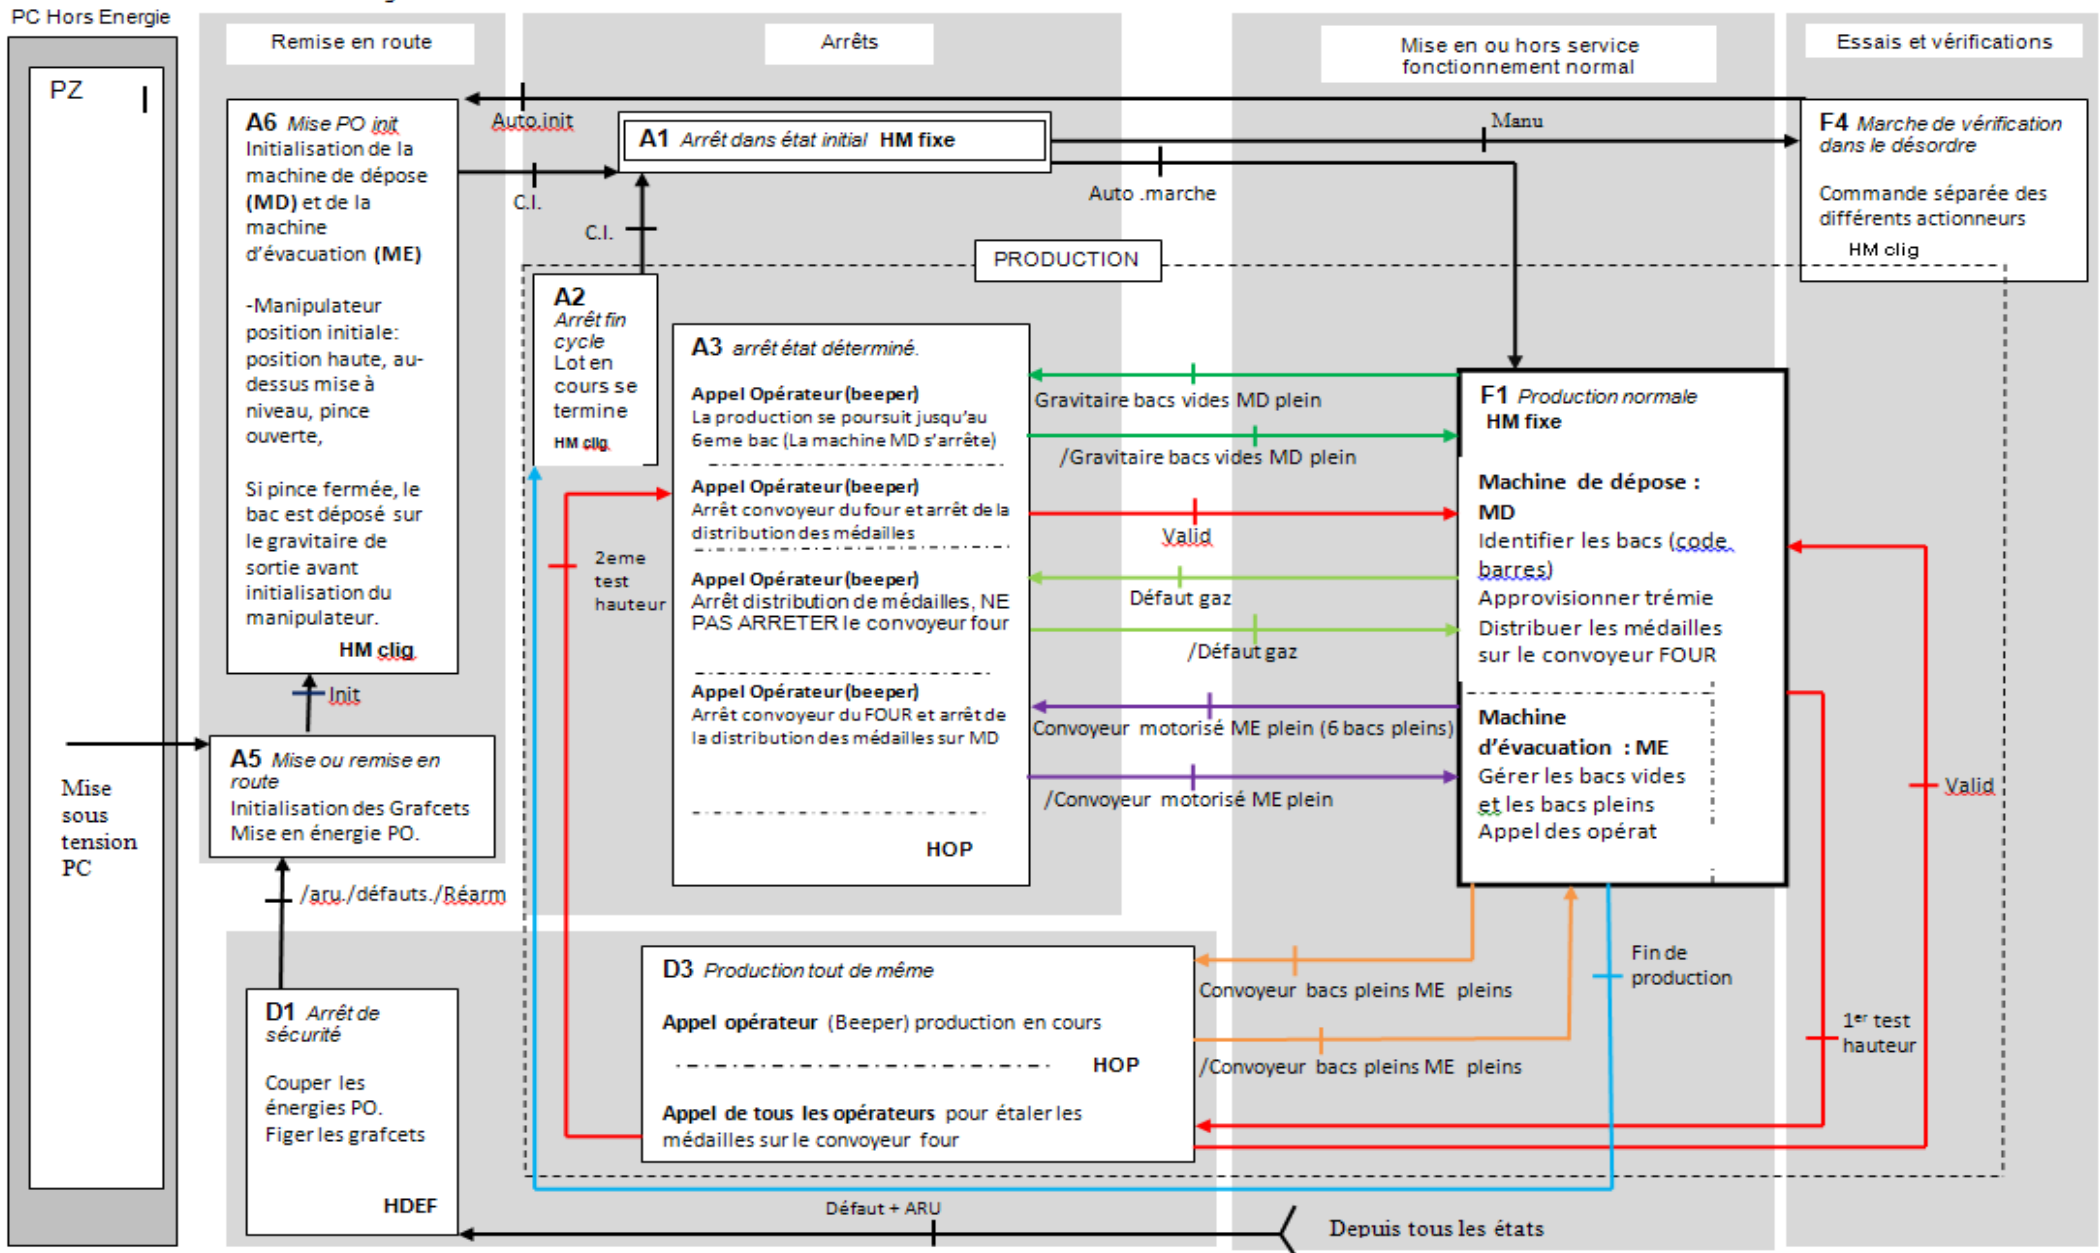 PC Hors Energie
Remise en route
Arrêts
Mise en ou hors service
fonctionnement normal
Essais et vérifications
PZ
A6 Mise PO init
Initialisation de la
machine de dépose
(MD) et de la
machine
d'évacuation (ME)
-Manipulateur
position initiale:
position haute, au-
dessus mise à
niveau, pince
ouverte,
Si pince fermée, le
bac est déposé sur
le gravitaire de
sortie avant
initialisation du
manipulateur.
HM clig
Auto.init
C.I.
A1 Arrêt dans état initial HM fixe
Manu
Auto .marche
F4 Marche de vérification
dans le désordre
Commande séparée des
différents actionneurs
HM clig
C.I.
PRODUCTION
A2
Arrêt fin
cycle
Lot en
cours se
termine
HM clig
A3 arrêt état déterminé.
Appel Opérateur (beeper)
La production se poursuit jusqu'au
6eme bac (La machine MD s'arrête)
Appel Opérateur (beeper)
Arrêt convoyeur du four et arrêt de la
distribution des médailles
Appel Opérateur (beeper)
Arrêt distribution de médailles, NE
PAS ARRETER le convoyeur four
Appel Opérateur (beeper)
Arrêt convoyeur du FOUR et arrêt de
la distribution des médailles sur MD
HOP
Gravitaire bacs vides MD plein
/Gravitaire bacs vides MD plein
Valid
Défaut gaz
/Défaut gaz
Convoyeur motorisé ME plein (6 bacs pleins)
/Convoyeur motorisé ME plein
F1 Production normale
HM fixe
Machine de dépose :
MD
Identifier les bacs (code
barres)
Approvisionner trémie
Distribuer les médailles
sur le convoyeur FOUR
Machine
d'évacuation : ME
Gérer les bacs vides
et les bacs pleins
Appel des opérat
2eme
test
hauteur
Init
A5 Mise ou remise en
route
Initialisation des Grafcets
Mise en énergie PO.
Mise
sous
tension
PC
/aru./défauts./Réarm
Valid
D1 Arrêt de
sécurité
Couper les
énergies PO.
Figer les grafcets
HDEF
D3 Production tout de même
Appel opérateur (Beeper) production en cours
HOP
Appel de tous les opérateurs pour étaler les
médailles sur le convoyeur four
Convoyeur bacs pleins ME pleins
/Convoyeur bacs pleins ME pleins
Fin de
production
1er test
hauteur
Défaut + ARU
Depuis tous les états